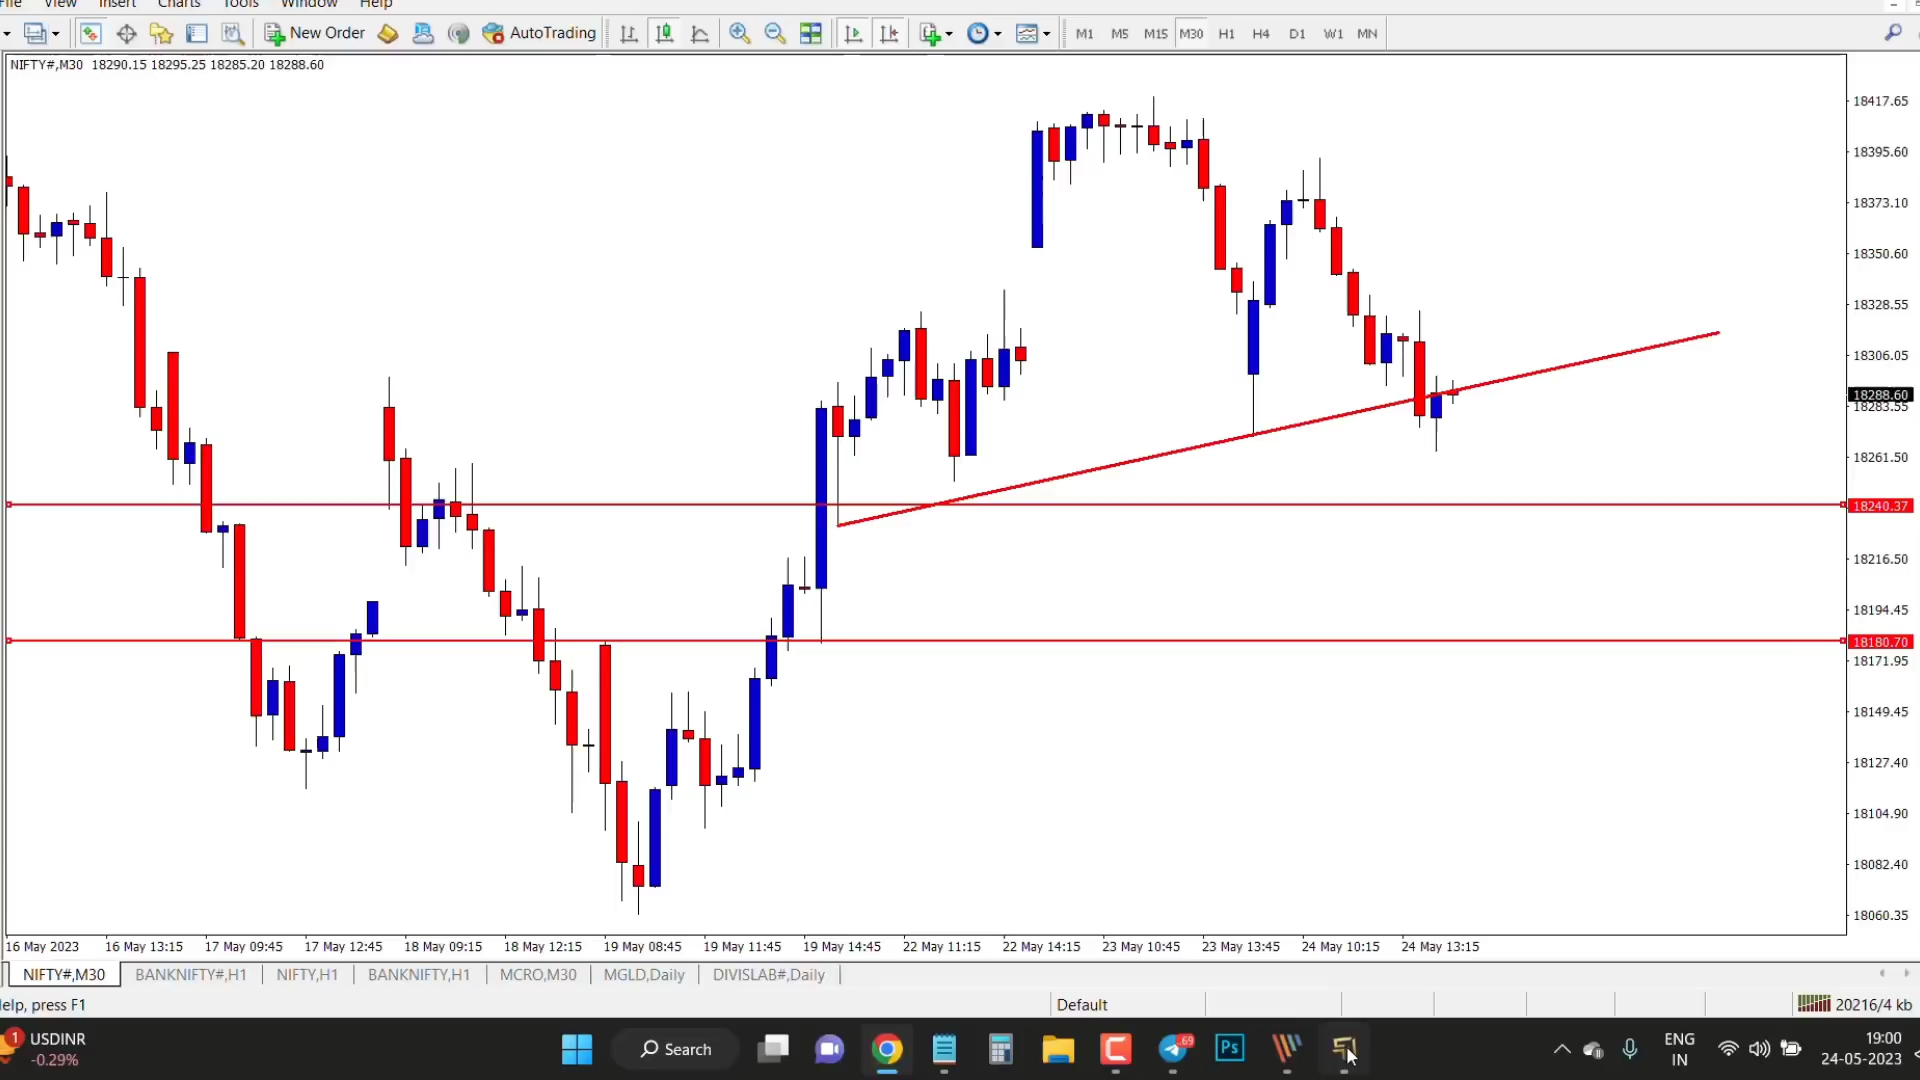 File View Insert Charts Tools Window Help
New Order AutoTrading M1 M5 M15 M30 H1 H4 D1 W1 MN
NIFTY#,M30 18290.15 18295.25 18285.20 18288.60
18417.65
18395.60
18373.10
18350.60
18328.55
18306.05
18288.60
18283.55
18261.50
18240.37
18216.50
18194.45
18180.70
18171.95
18149.45
18127.40
18104.90
18082.40
18060.35
16 May 2023 16 May 13:15 17 May 09:45 17 May 12:45 18 May 09:15 18 May 12:15 19 May 08:45 19 May 11:45 19 May 14:45 22 May 11:15 22 May 14:15 23 May 10:45 23 May 13:45 24 May 10:15 24 May 13:15
NIFTY#,M30 BANKNIFTY#,H1 NIFTY,H1 BANKNIFTY,H1 MCRO,M30 MGLD,Daily DIVISLAB#,Daily
elp, press F1 Default 20216/4 kb
1 USDINR
-0.29%
Search
69
Ps
ENG
IN
19:00
24-05-2023